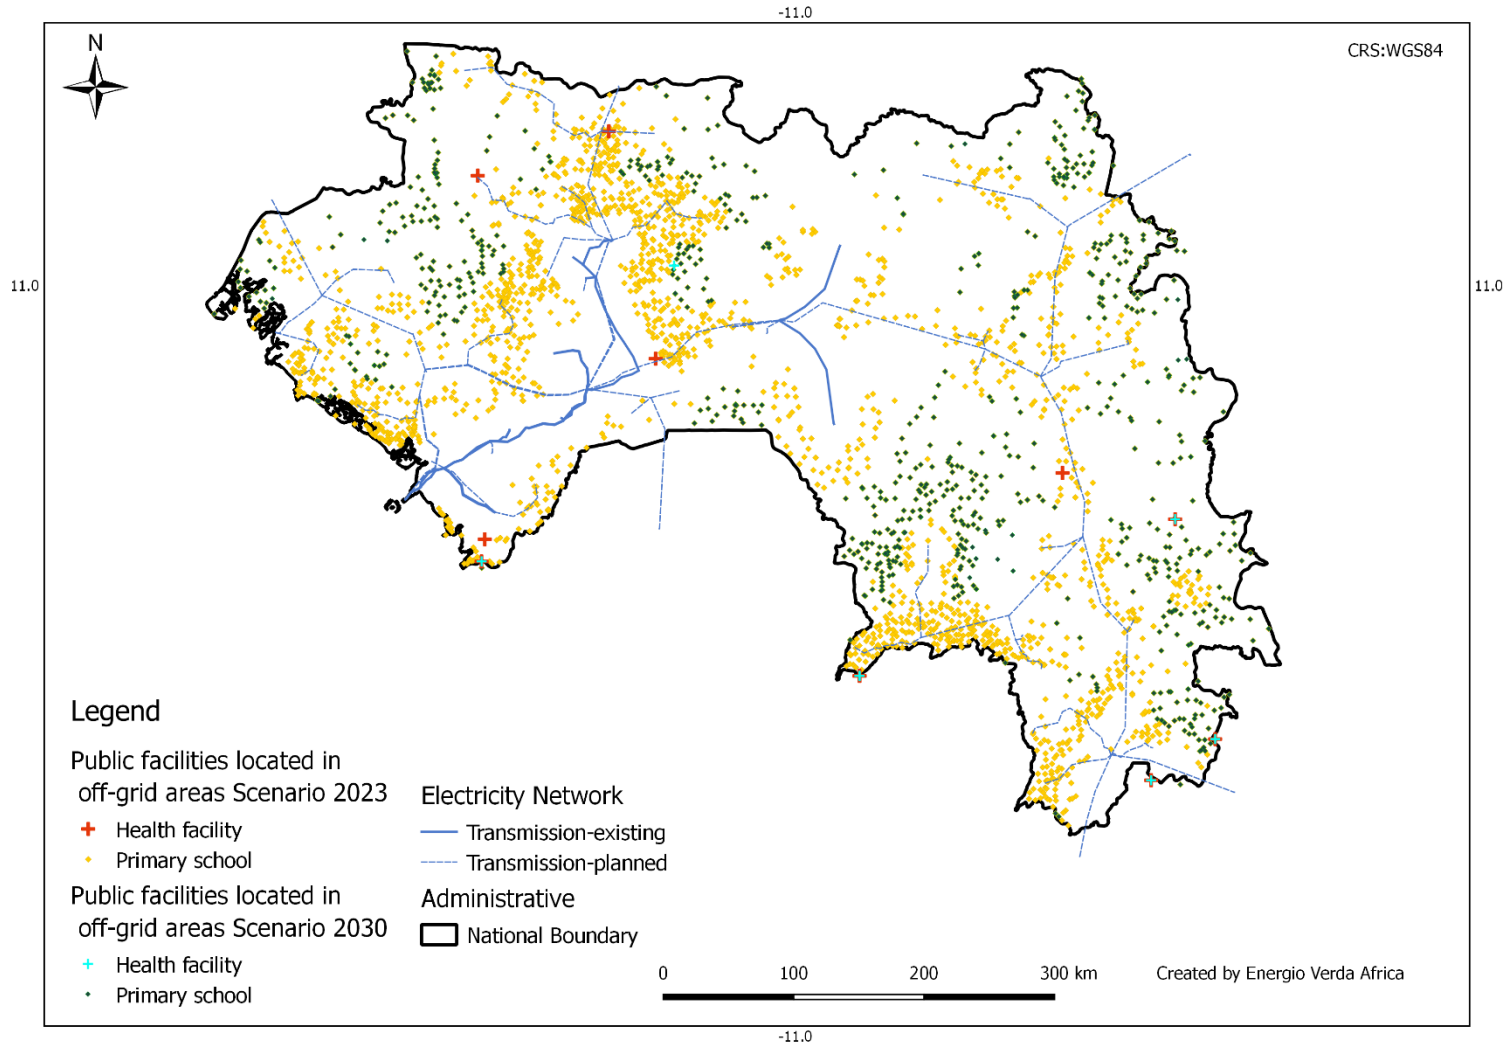 -11.0
N
CRS:WGS84
11.0
11.0
Legend
Public facilities located in
off-grid areas Scenario 2023
Health facility
Primary school
Public facilities located in
off-grid areas Scenario 2030
Health facility
Primary school
Electricity Network
Transmission-existing
Transmission-planned
Administrative
National Boundary
0 100 200 300 km
Created by Energio Verda Africa
-11.0